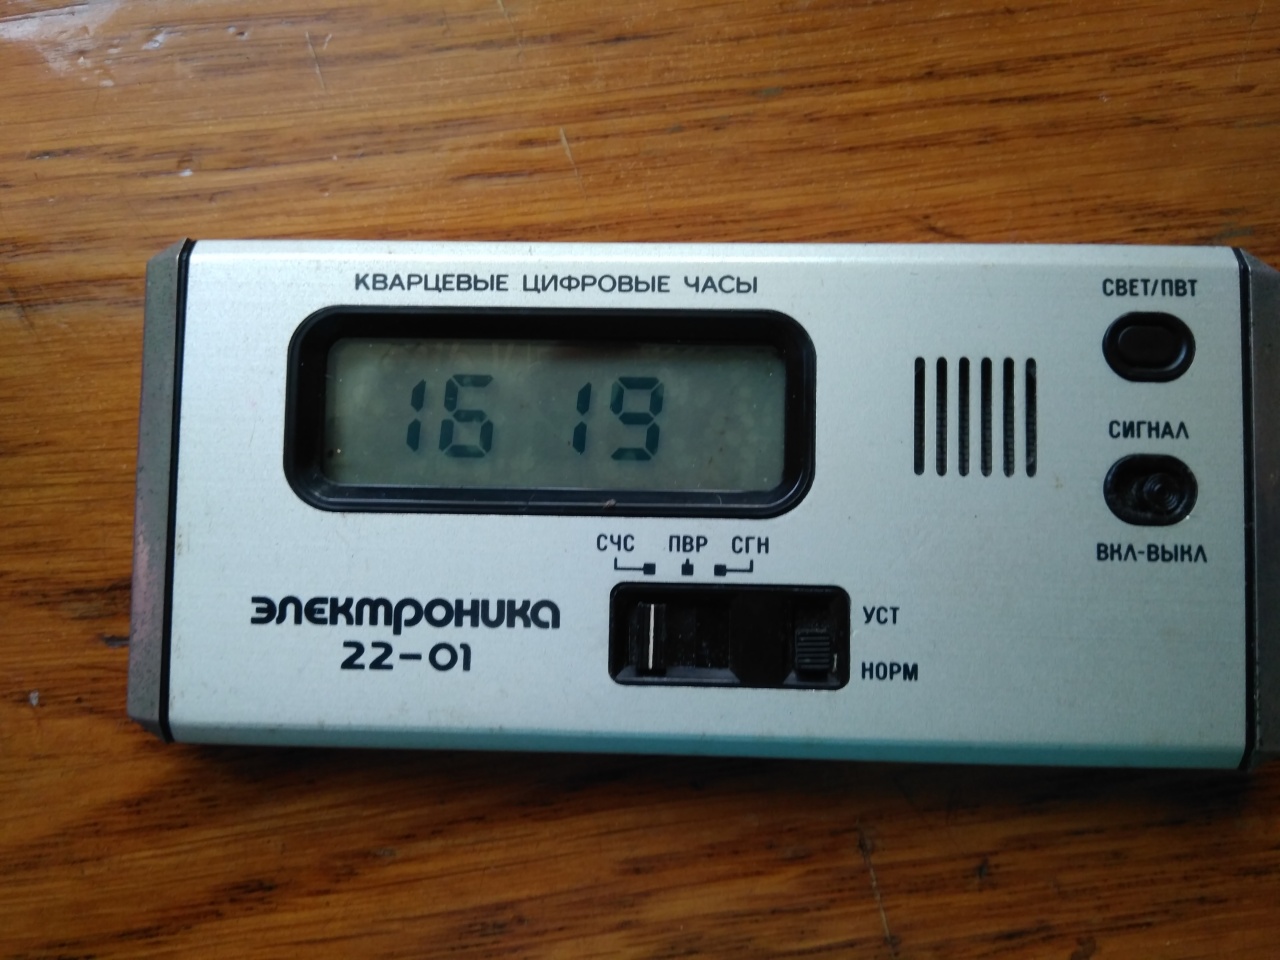 КВАРЦЕВЫЕ ЦИФРОВЫЕ ЧАСЫ
СВЕТ/ПВТ
16 19
СИГНАЛ
ВКЛ-ВЫКЛ
СЧС ПВР СГН
ЭЛЕКТРОНИКА
22-01
УСТ
НОРМ